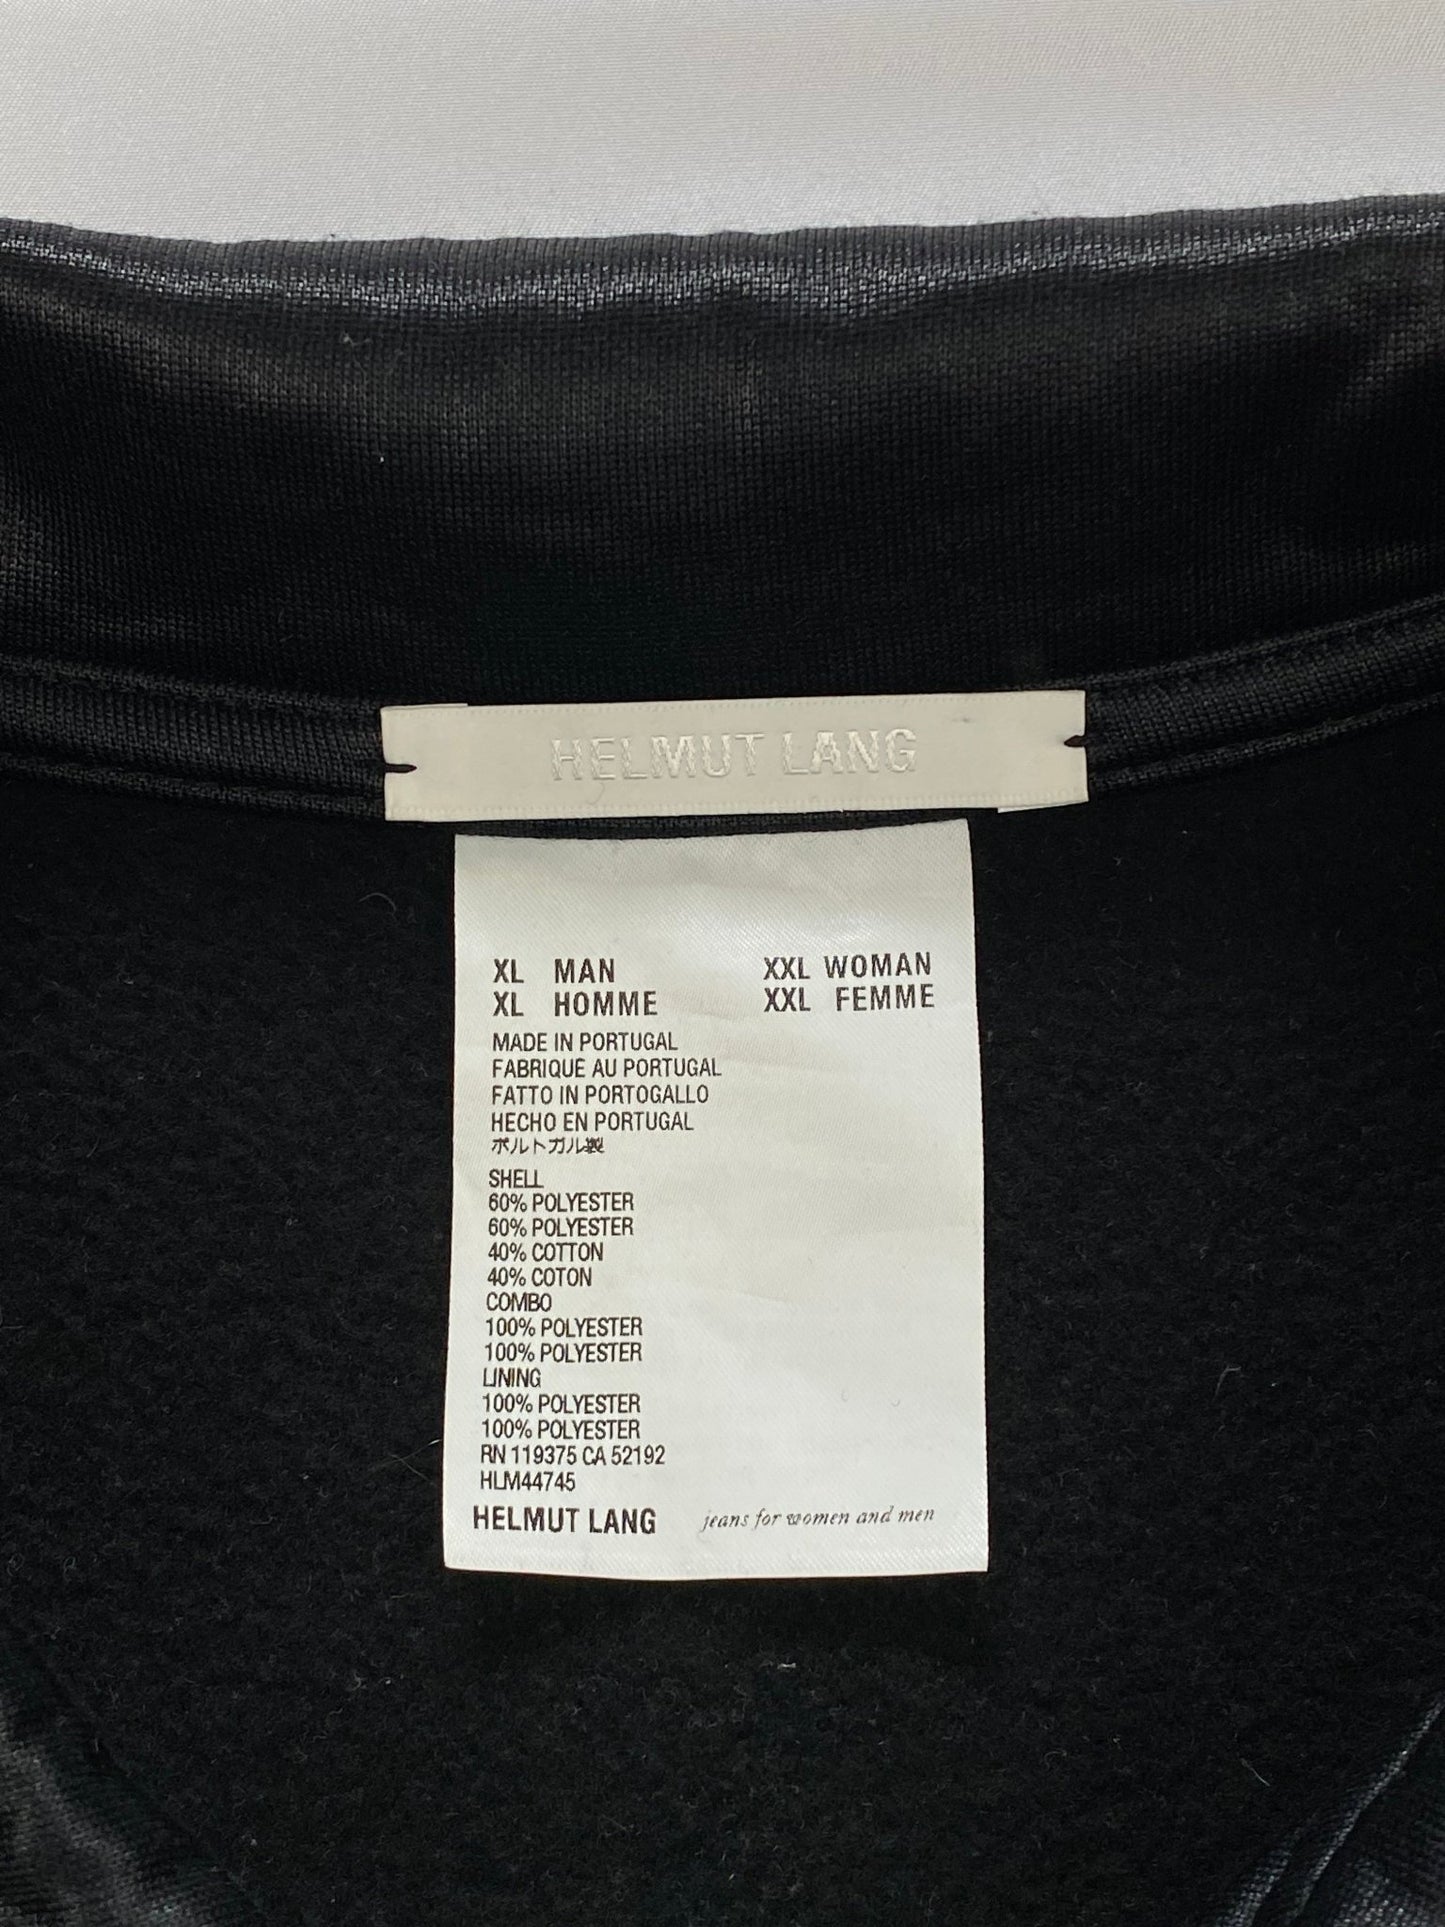 HELMUT LANG
XL MAN XXL WOMAN
XL HOMME XXL FEMME
MADE IN PORTUGAL
FABRIQUÉ AU PORTUGAL
FATTO IN PORTOGALLO
HECHO EN PORTUGAL
ポルトガル製
SHELL
60% POLYESTER
60% POLYESTER
40% COTTON
40% COTON
COMBO
100% POLYESTER
100% POLYESTER
LINING
100% POLYESTER
100% POLYESTER
RN 119375 CA 52192
HLM44745
HELMUT LANG jeans for women and men